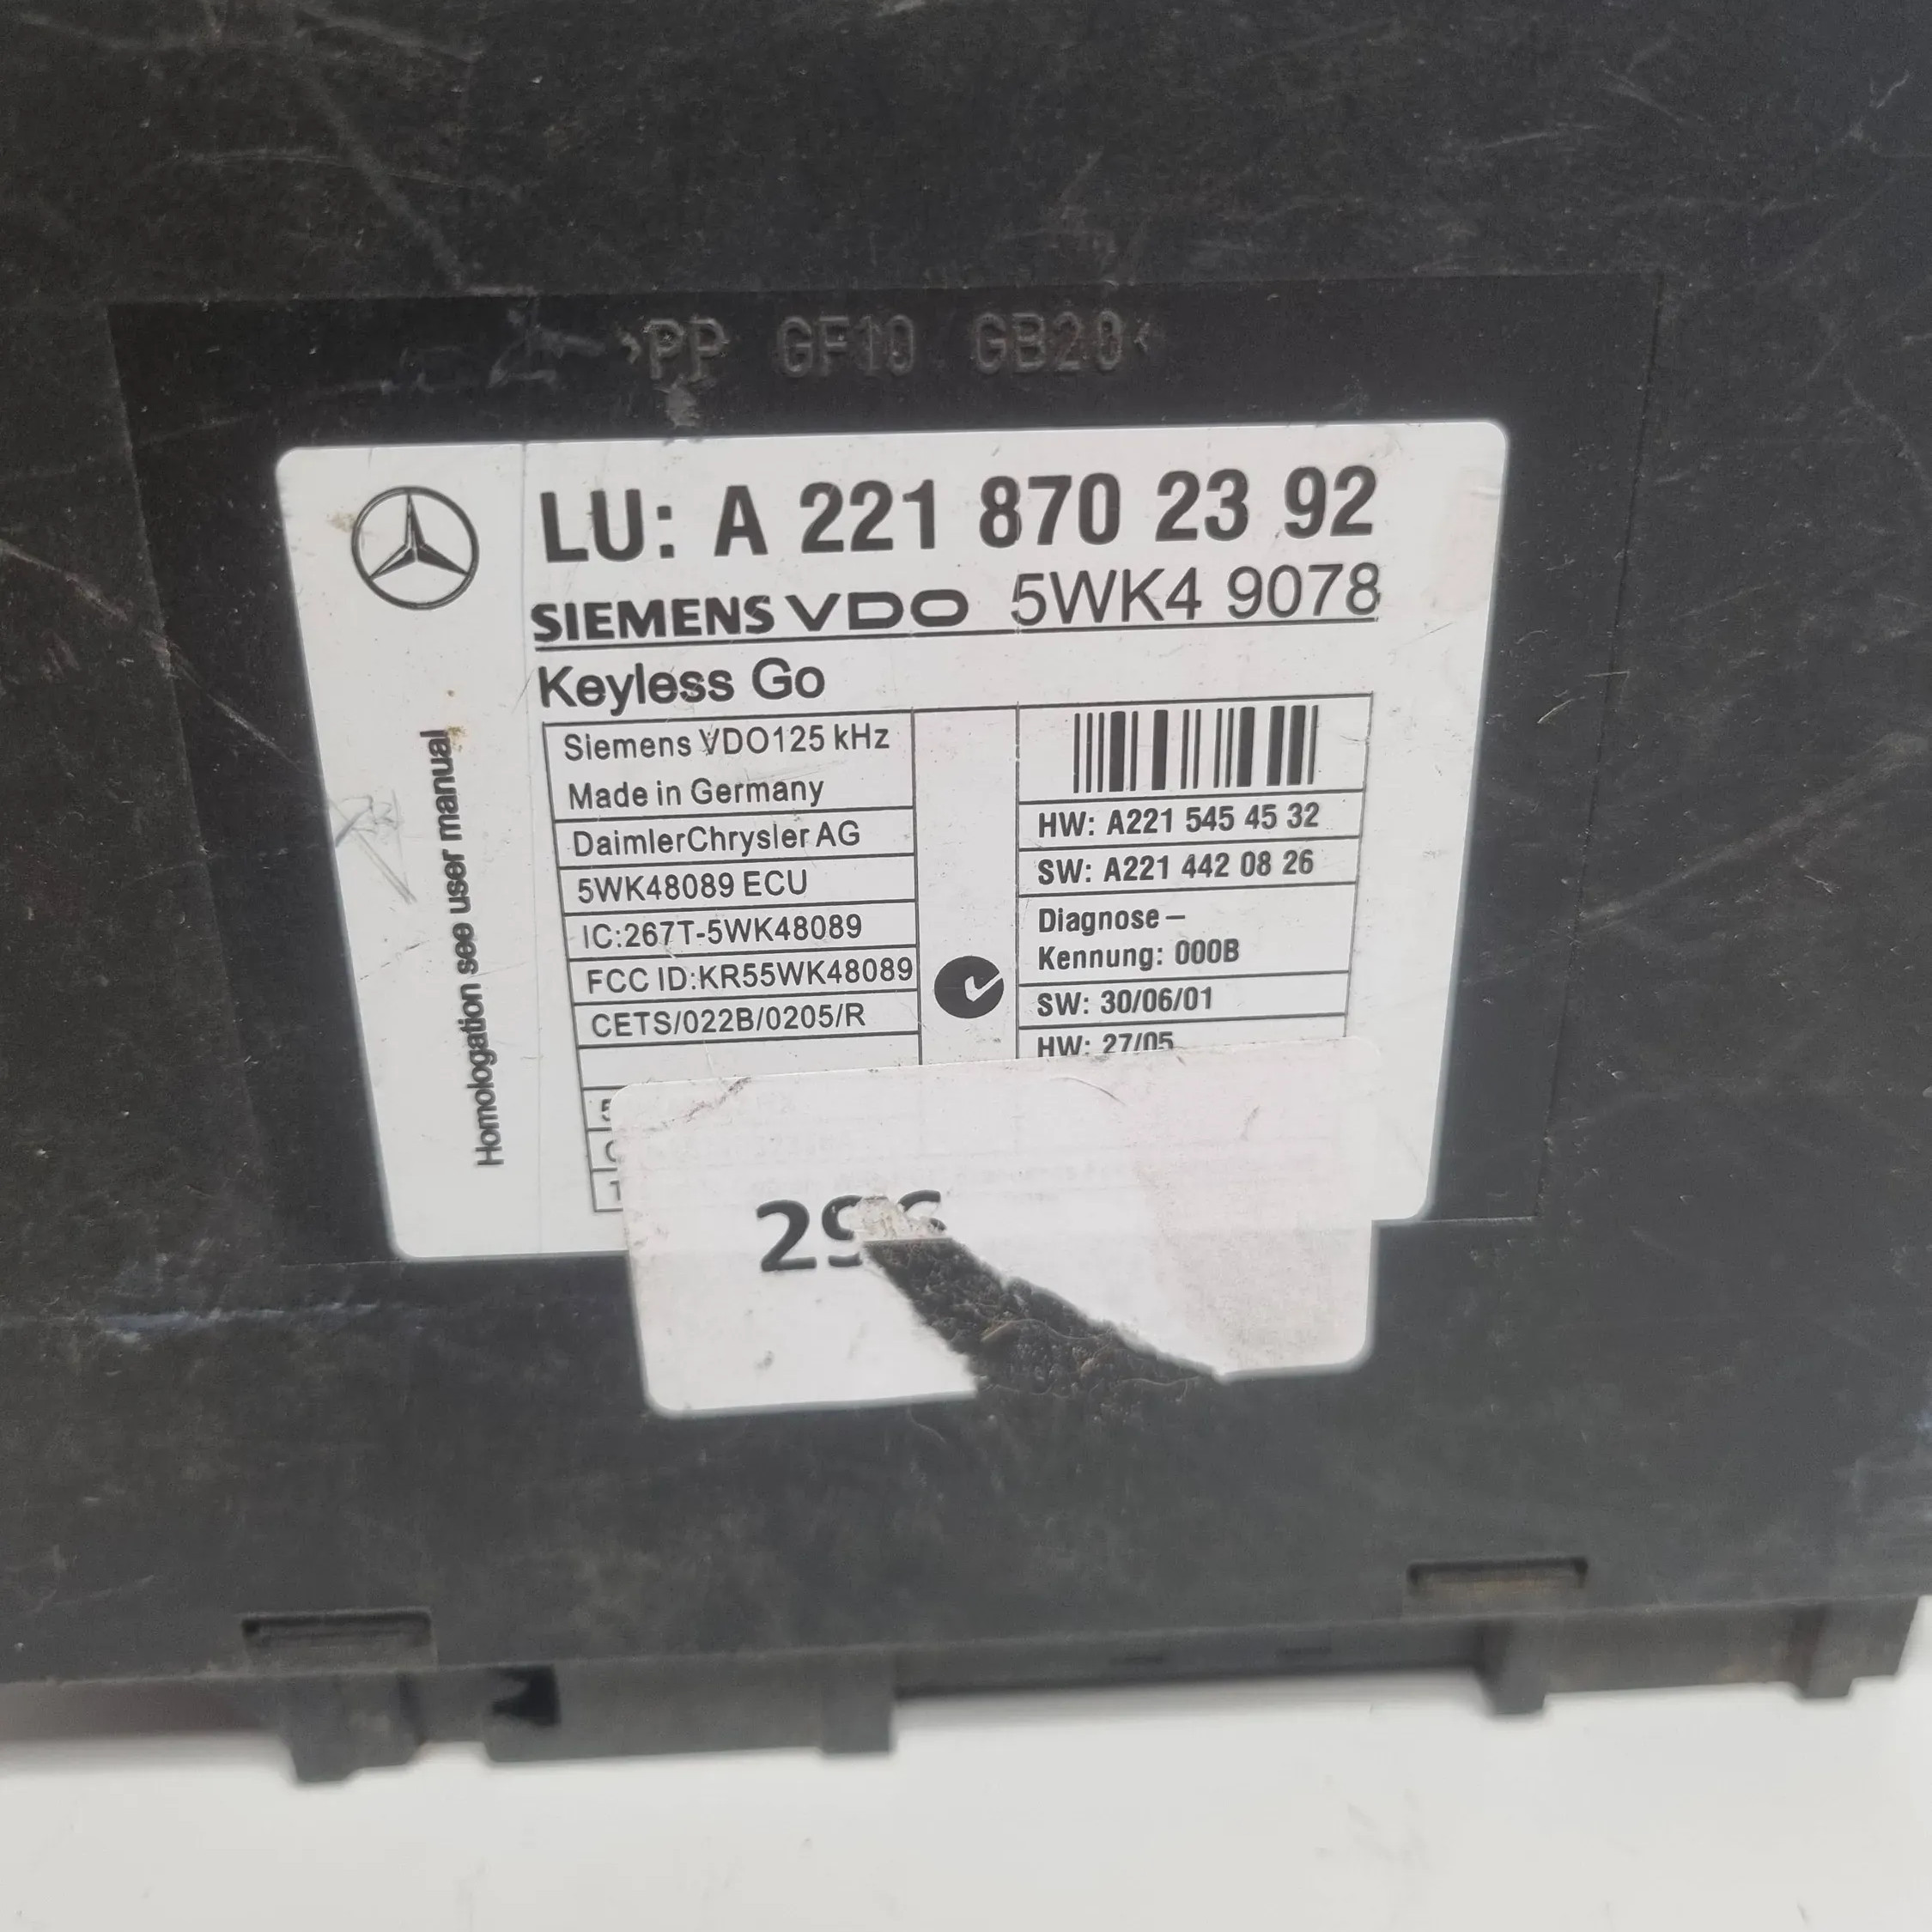 >PP GF10 GB20<
LU: A 221 870 23 92
SIEMENS VDO 5WK4 9078
Keyless Go
Siemens VDO125 kHz
Made in Germany
DaimlerChrysler AG
5WK48089 ECU
IC:267T-5WK48089
FCC ID:KR55WK48089
CETS/022B/0205/R
HW: A221 545 45 32
SW: A221 442 08 26
Diagnose–
Kennung: 000B
SW: 30/06/01
HW: 27/05
Homologation see user manual